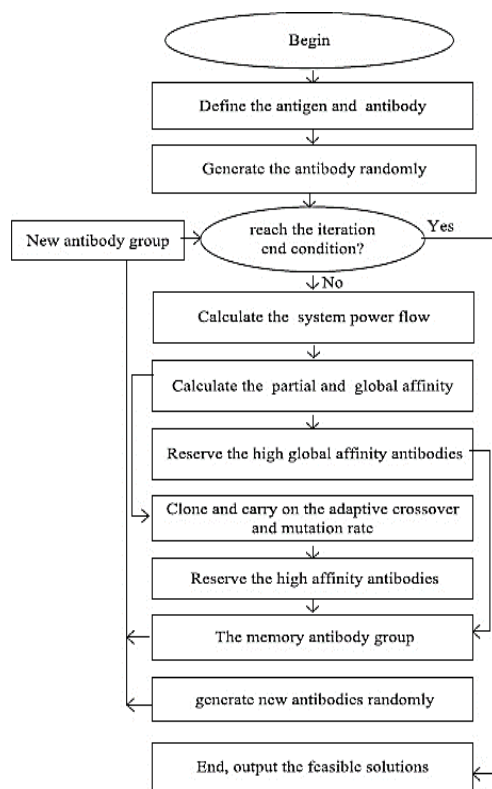 Begin
Define the antigen and antibody
Generate the antibody randomly
New antibody group
reach the iteration
end condition?
Yes
No
Calculate the system power flow
Calculate the partial and global affinity
Reserve the high global affinity antibodies
Clone and carry on the adaptive crossover
and mutation rate
Reserve the high affinity antibodies
The memory antibody group
generate new antibodies randomly
End, output the feasible solutions